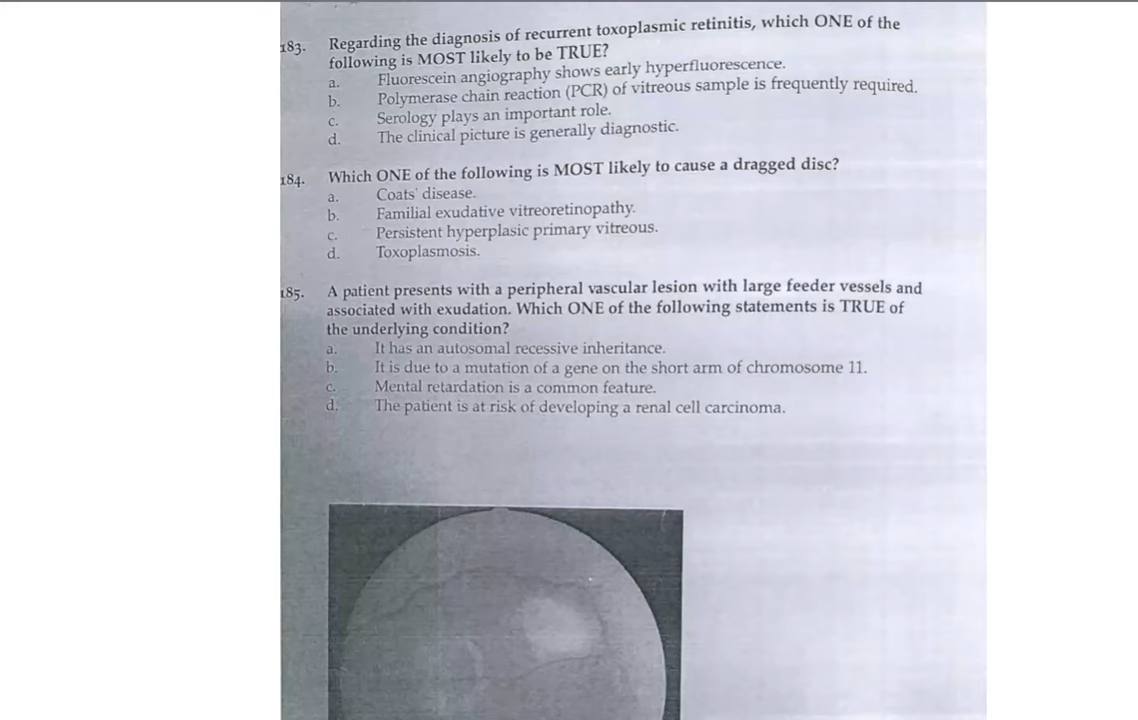 183. Regarding the diagnosis of recurrent toxoplasmic retinitis, which ONE of the
following is MOST likely to be TRUE?
a. Fluorescein angiography shows early hyperfluorescence.
b. Polymerase chain reaction (PCR) of vitreous sample is frequently required.
c. Serology plays an important role.
d. The clinical picture is generally diagnostic.
184. Which ONE of the following is MOST likely to cause a dragged disc?
a. Coats' disease.
b. Familial exudative vitreoretinopathy.
c. Persistent hyperplasic primary vitreous.
d. Toxoplasmosis.
185. A patient presents with a peripheral vascular lesion with large feeder vessels and
associated with exudation. Which ONE of the following statements is TRUE of
the underlying condition?
a. It has an autosomal recessive inheritance.
b. It is due to a mutation of a gene on the short arm of chromosome 11.
c. Mental retardation is a common feature.
d. The patient is at risk of developing a renal cell carcinoma.